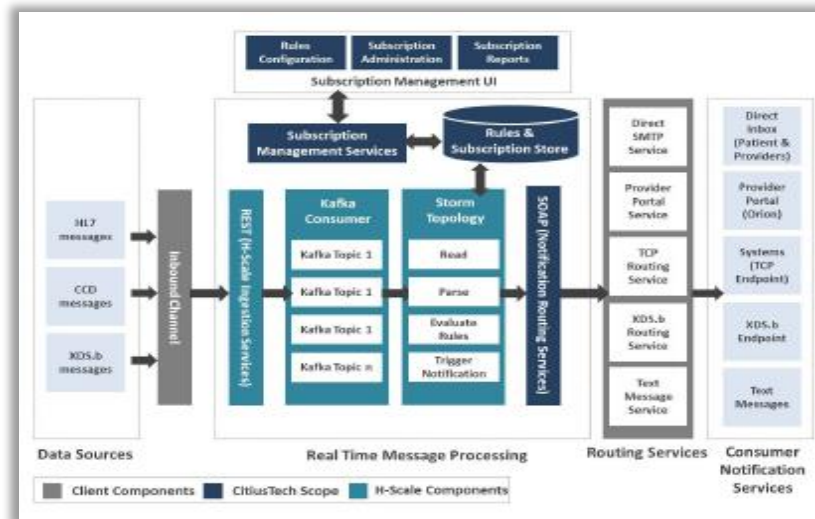 Rules
Configuration
Subscription
Administration
Subscription
Reports
Subscription Management UI
Subscription
Management Services
Rules &
Subscription Store
HL7
messages
CCD
messages
XDS.b
messages
Inbound Channel
REST (H-Scale Ingestion Services)
Kafka
Consumer
Kafka Topic 1
Kafka Topic 1
Kafka Topic 1
Kafka Topic n
Storm
Topology
Read
Parse
Evaluate
Rules
Trigger
Notification
SOAP (Notification Routing Services)
Direct
SMTP
Service
Provider
Portal
Service
TCP
Routing
Service
XDS.b
Routing
Service
Text
Message
Service
Direct
Inbox
(Patient &
Providers)
Provider
Portal
(Orion)
Systems
(TCP
Endpoint)
XDS.b
Endpoint
Text
Messages
Data Sources
Real Time Message Processing
Routing Services
Consumer
Notification
Services
Client Components
CitiusTech Scope
H-Scale Components